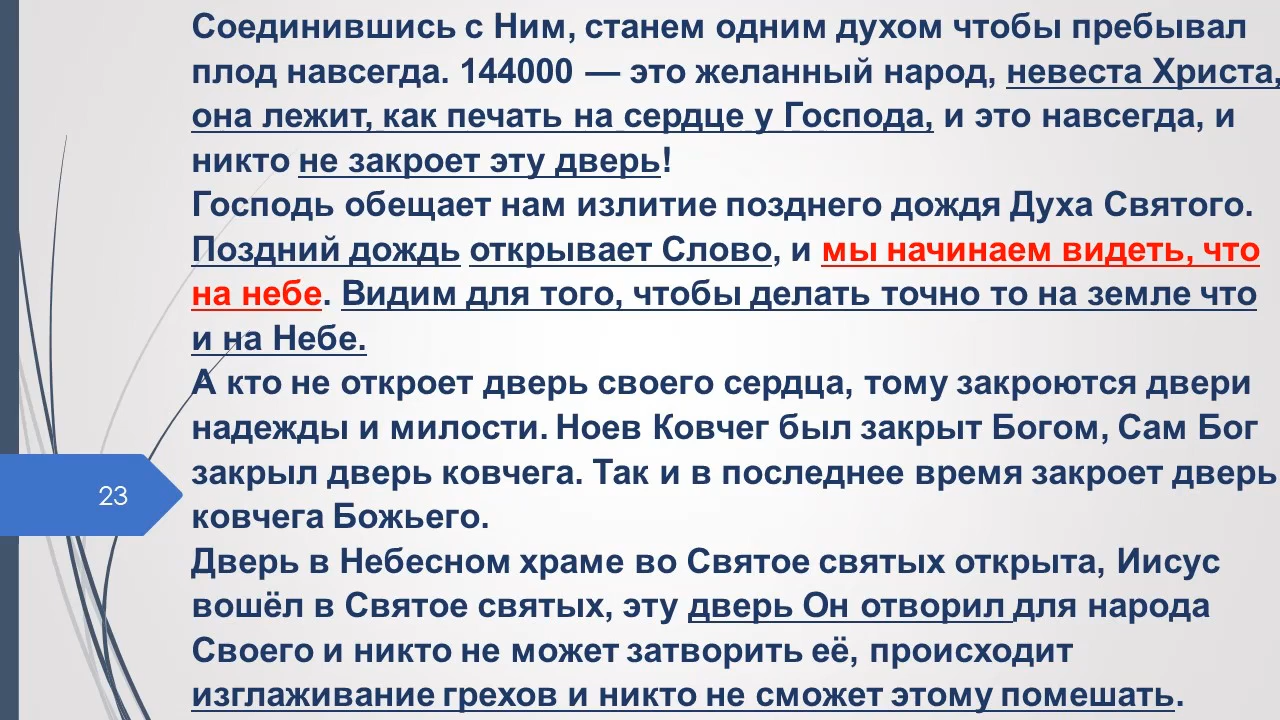 Соединившись с Ним, станем одним духом чтобы пребывал
плод навсегда. 144000 — это желанный народ, невеста Христа,
она лежит, как печать на сердце у Господа, и это навсегда, и
никто не закроет эту дверь!
Господь обещает нам излитие позднего дождя Духа Святого.
Поздний дождь открывает Слово, и мы начинаем видеть, что
на небе. Видим для того, чтобы делать точно то на земле что
и на Небе.
А кто не откроет дверь своего сердца, тому закроются двери
надежды и милости. Ноев Ковчег был закрыт Богом, Сам Бог
закрыл дверь ковчега. Так и в последнее время закроет дверь
23
ковчега Божьего.
Дверь в Небесном храме во Святое святых открыта, Иисус
вошёл в Святое святых, эту дверь Он отворил для народа
Своего и никто не может затворить её, происходит
изглаживание грехов и никто не сможет этому помешать.